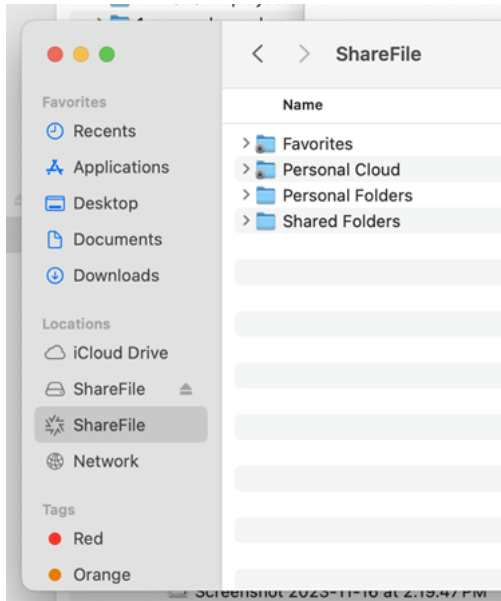 ShareFile
Favorites
Recents
Applications
Desktop
Documents
Downloads
Locations
iCloud Drive
ShareFile
ShareFile
Network
Tags
Red
Orange
Name
Favorites
Personal Cloud
Personal Folders
Shared Folders
Screenshot 2023-11-16 at 2.19.47 PM